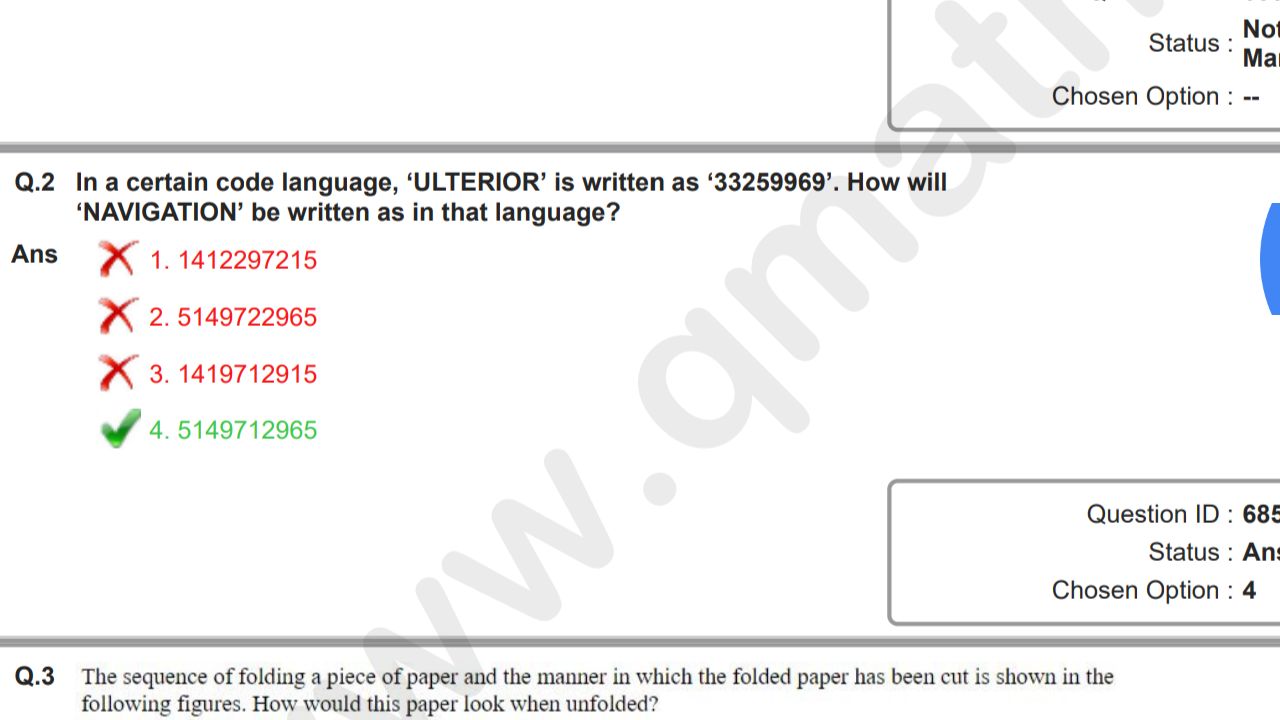 Status : Not
Mar
Chosen Option : --
Q.2 In a certain code language, ‘ULTERIOR’ is written as ‘33259969’. How will
‘NAVIGATION’ be written as in that language?
Ans
1. 1412297215
2. 5149722965
3. 1419712915
4. 5149712965
Question ID : 685
Status : Ans
Chosen Option : 4
Q.3 The sequence of folding a piece of paper and the manner in which the folded paper has been cut is shown in the
following figures. How would this paper look when unfolded?
www.qmath